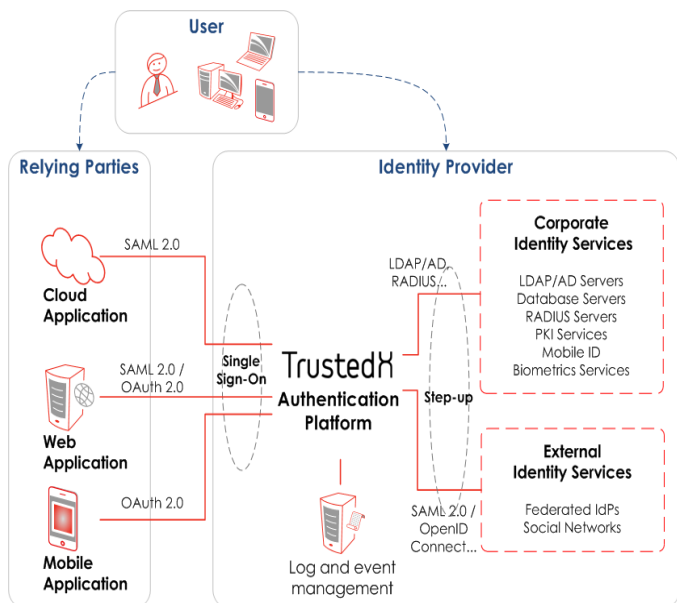 User
Relying Parties
Identity Provider
SAML 2.0
Cloud
Application
SAML 2.0 /
OAuth 2.0
Web
Application
OAuth 2.0
Mobile
Application
Single
Sign-On
TrustedX
Authentication
Platform
Log and event
management
LDAP/AD,
RADIUS...
Step-up
SAML 2.0 /
OpenID
Connect...
Corporate
Identity Services
LDAP/AD Servers
Database Servers
RADIUS Servers
PKI Services
Mobile ID
Biometrics Services
External
Identity Services
Federated IdPs
Social Networks